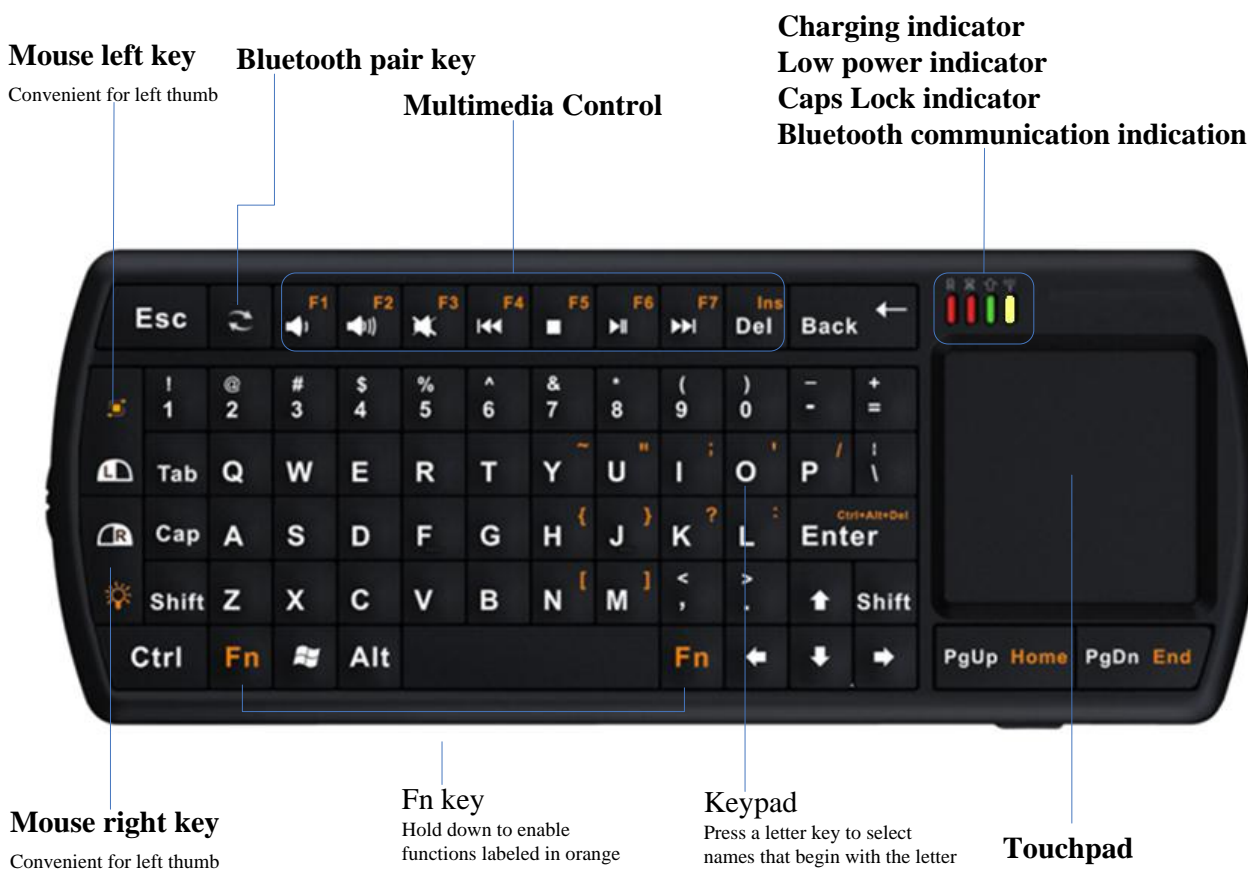 Charging indicator
Mouse left key
Bluetooth pair key
Low power indicator
Convenient for left thumb
Multimedia Control
Caps Lock indicator
Bluetooth communication indication
F1 F2 F3 F4 F5 F6 F7 Ins
Esc Del Back
! @ # $ % ^ & * ( ) – +
1 2 3 4 5 6 7 8 9 0 - =
~ " ; ' / ¦
L Tab Q W E R T Y U I O P \
{ } ? : Ctrl+Alt+Del
R Cap A S D F G H J K L Enter
[ ] < >
Shift Z X C V B N M , . Shift
Ctrl Fn Alt Fn PgUp Home PgDn End
Mouse right key
Convenient for left thumb
Fn key
Hold down to enable
functions labeled in orange
Keypad
Press a letter key to select
names that begin with the letter
Touchpad